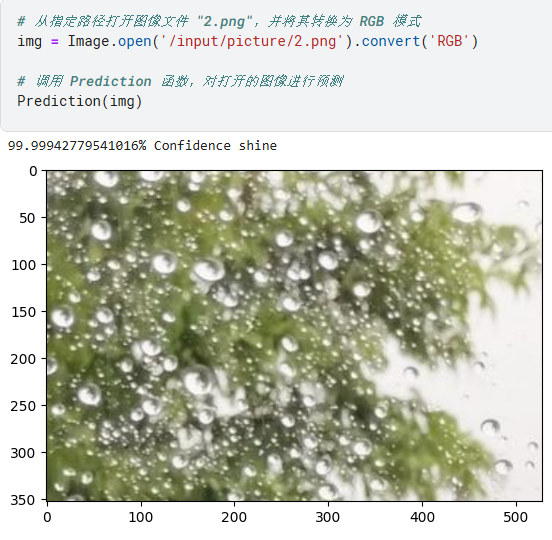 # 从指定路径打开图像文件 "2.png"，并将其转换为 RGB 模式
img = Image.open('/input/picture/2.png').convert('RGB')
# 调用 Prediction 函数，对打开的图像进行预测
Prediction(img)
99.99942779541016% Confidence shine
0
50
100
150
200
250
300
350
0 100 200 300 400 500